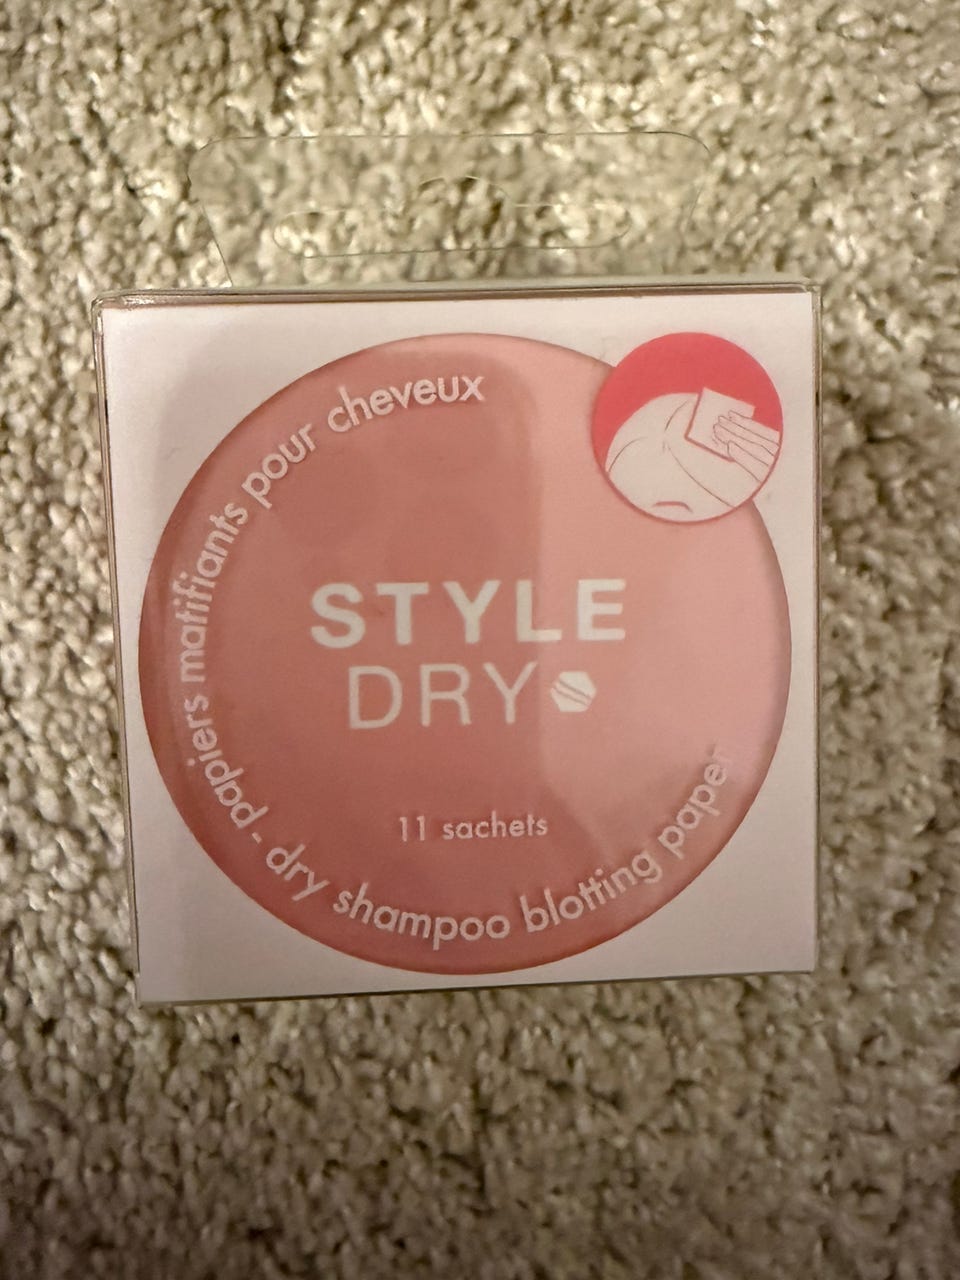 papiers matifiants pour cheveux
STYLE
DRY
11 sachets
- dry shampoo blotting paper